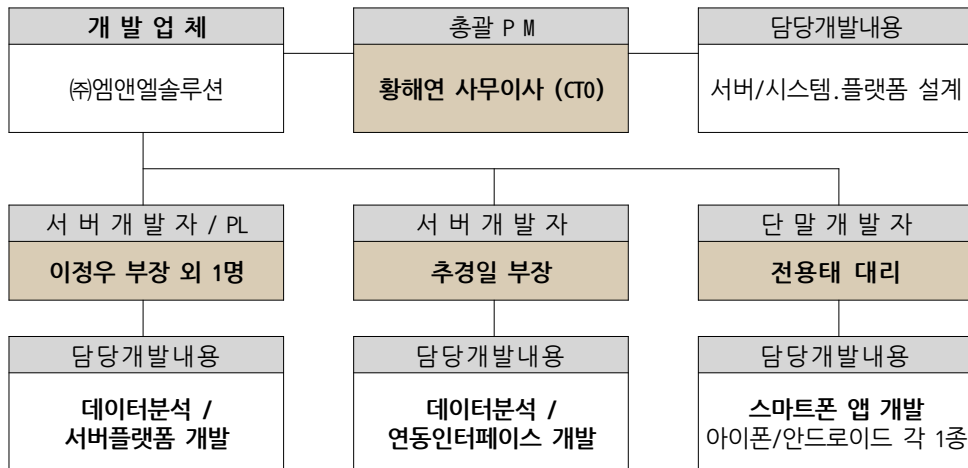 개 발 업 체
㈜엠앤엘솔루션
총괄 P M
황해연 사무이사 (CTO)
담당개발내용
서버/시스템.플랫폼 설계
서 버 개 발 자 / PL
이정우 부장 외 1명
서 버 개 발 자
추경일 부장
단 말 개 발 자
전용태 대리
담당개발내용
데이터분석 /
서버플랫폼 개발
담당개발내용
데이터분석 /
연동인터페이스 개발
담당개발내용
스마트폰 앱 개발
아이폰/안드로이드 각 1종